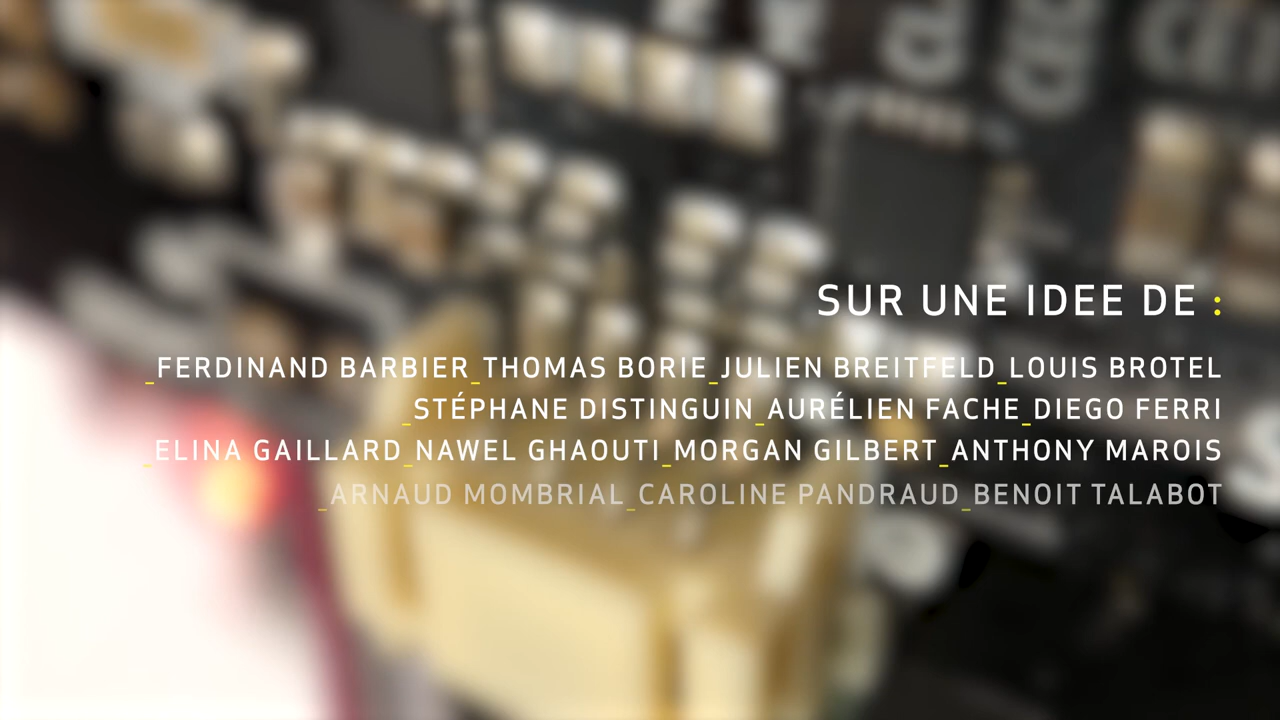 SUR UNE IDEE DE :
_FERDINAND BARBIER_THOMAS BORIE_JULIEN BREITFELD_LOUIS BROTEL
_STÉPHANE DISTINGUIN_AURÉLIEN FACHE_DIEGO FERRI
_ELINA GAILLARD_NAWEL GHAOUTI_MORGAN GILBERT_ANTHONY MAROIS
_ARNAUD MOMBRIAL_CAROLINE PANDRAUD_BENOIT TALABOT